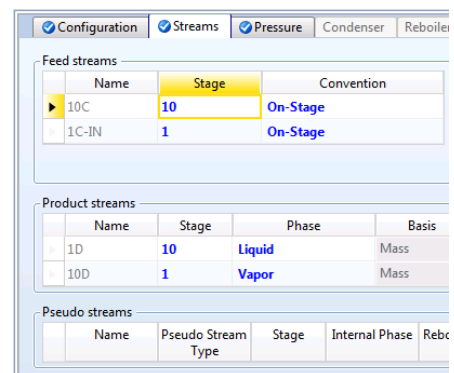 Configuration Streams Pressure Condenser Reboiler
Feed streams
Name Stage Convention
10C 10 On-Stage
1C-IN 1 On-Stage
Product streams
Name Stage Phase Basis
1D 10 Liquid Mass
10D 1 Vapor Mass
Pseudo streams
Name Pseudo Stream Type Stage Internal Phase Rebo